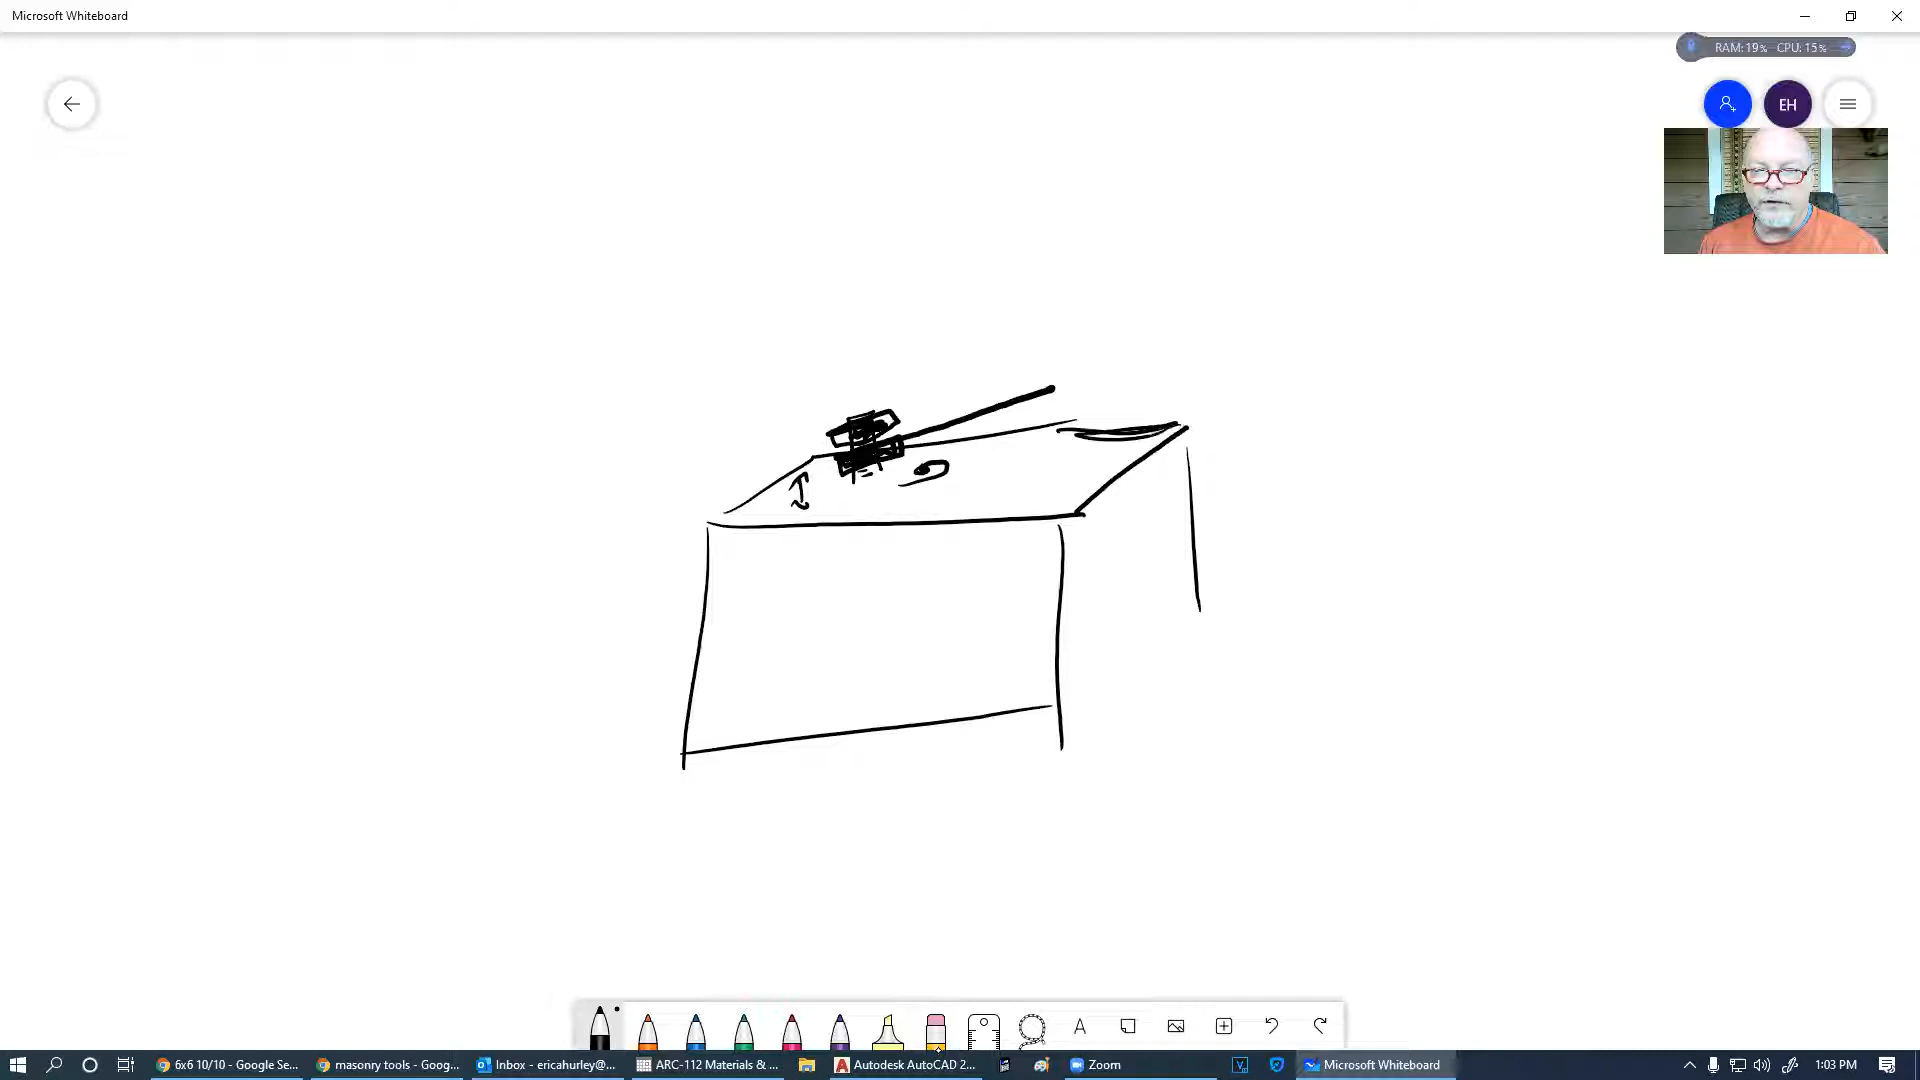 Microsoft Whiteboard
RAM: 19% CPU: 15%
EH
A
6x6 10/10 - Google Se...
masonry tools - Goog...
Inbox - ericahurley@...
ARC-112 Materials & ...
Autodesk AutoCAD 2...
Zoom
Microsoft Whiteboard
1:03 PM